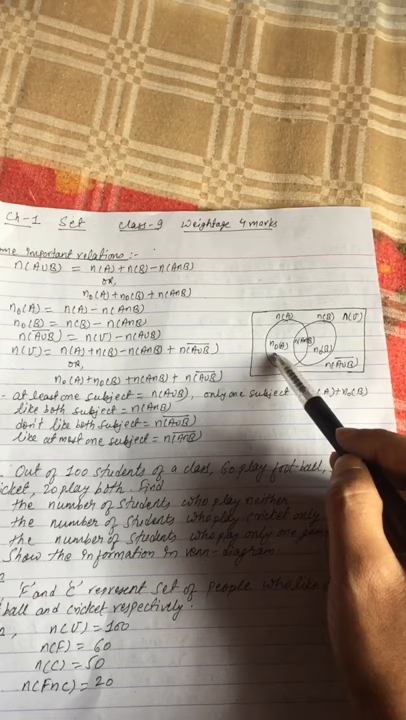 Ch-1 Set Class-9 Weightage 4 marks
me important relations:-
n(A∪B) = n(A)+n(B)-n(A∩B)
or,
n₀(A)+n₀(B)+n(A∩B)
n₀(A) = n(A)-n(A∩B)
n₀(B) = n(B)-n(A∩B)
n(A̅∪̅B̅) = n(U)-n(A∪B)
n(U) = n(A)+n(B)-n(A∩B)+n(A̅∪̅B̅)
or,
n₀(A)+n₀(B)+n(A∩B)+n(A̅∪̅B̅)
n(A) n(B) n(U)
n₀(A) n(A∩B) n₀(B)
n(A̅∪̅B̅)
- at least one subject = n(A∪B), only one subject (A)+n₀(B)
like both subject = n(A∩B)
don't like both subject = n(A̅∪̅B̅)
like at most one subject = n(A̅∩̅B̅)
. Out of 100 students of a class, 60 play foot ball,
icket, 20 play both. Find
the number of students who play neither
the number of students who play cricket only
the number of students who play only one
Show the information in venn-diagram
'F' and 'C' represent set of people who like
ball and cricket respectively.
n(U) = 100
n(F) = 60
n(C) = 50
n(F∩C) = 20